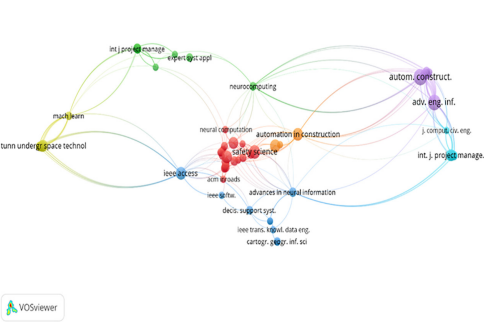 int j project manage
expert syst appl
autom. construct.
neurocomputing
adv. eng. inf.
mach learn
neural computation
automation in construction
j. comput. civ. eng.
tunn undergr space technol
safety science
int. j. project manage.
ieee access
acm
advances in neural information
ieee softw.
decis. support syst.
ieee trans. knowl. data eng.
cartogr. geogr. inf. sci
VOSviewer